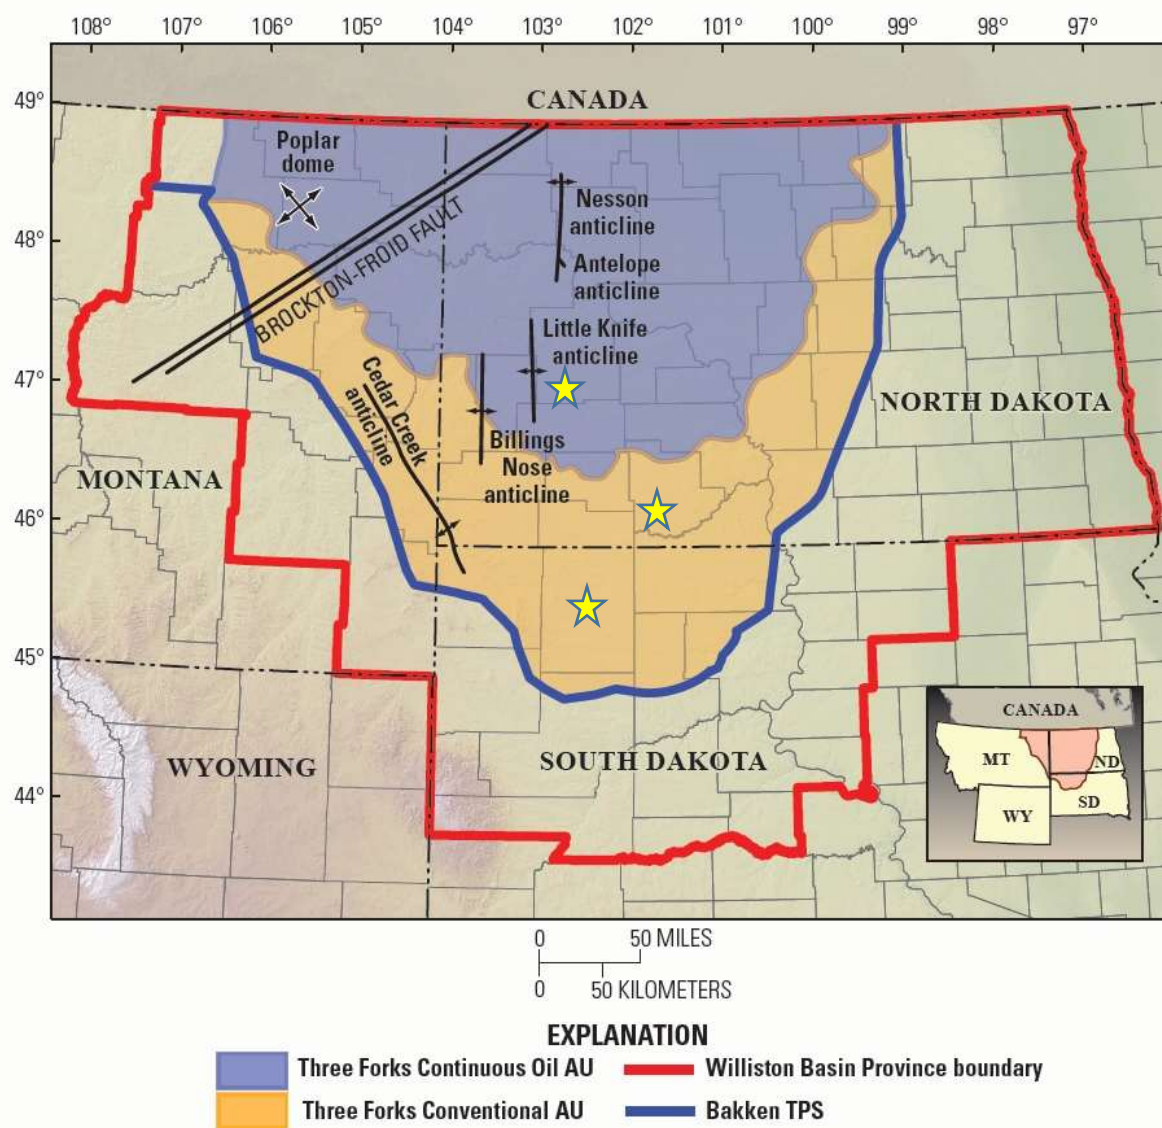 108° 107° 106° 105° 104° 103° 102° 101° 100° 99° 98° 97°
49°
CANADA
Poplar
dome
Nesson
anticline
BROCKTON-FROID FAULT
48°
Antelope
anticline
Little Knife
anticline
47°
Cedar Creek
anticline
NORTH DAKOTA
Billings
Nose
anticline
MONTANA
46°
45°
WYOMING
SOUTH DAKOTA
44°
CANADA
MT
ND
SD
WY
0 50 MILES
0 50 KILOMETERS
EXPLANATION
Three Forks Continuous Oil AU
Williston Basin Province boundary
Three Forks Conventional AU
Bakken TPS